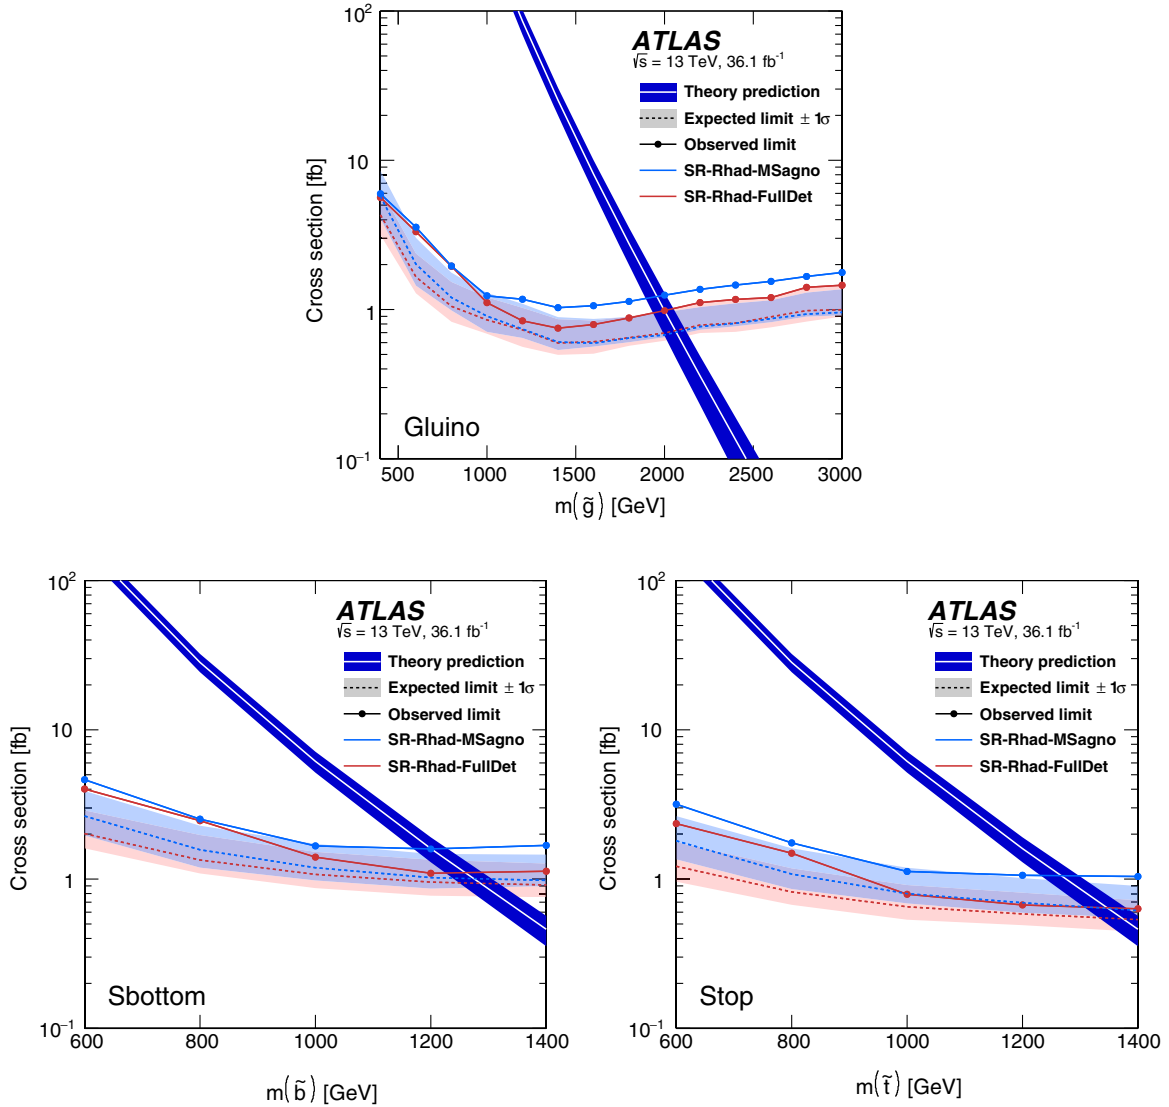 10²
10
1
10⁻¹
Cross section [fb]
ATLAS
√s = 13 TeV, 36.1 fb⁻¹
Theory prediction
Expected limit ± 1σ
Observed limit
SR-Rhad-MSagno
SR-Rhad-FullDet
Gluino
500 1000 1500 2000 2500 3000
m(g̃) [GeV]
10²
10
1
10⁻¹
Cross section [fb]
ATLAS
√s = 13 TeV, 36.1 fb⁻¹
Theory prediction
Expected limit ± 1σ
Observed limit
SR-Rhad-MSagno
SR-Rhad-FullDet
Sbottom
600 800 1000 1200 1400
m(b̃) [GeV]
10²
10
1
10⁻¹
Cross section [fb]
ATLAS
√s = 13 TeV, 36.1 fb⁻¹
Theory prediction
Expected limit ± 1σ
Observed limit
SR-Rhad-MSagno
SR-Rhad-FullDet
Stop
600 800 1000 1200 1400
m(t̃) [GeV]